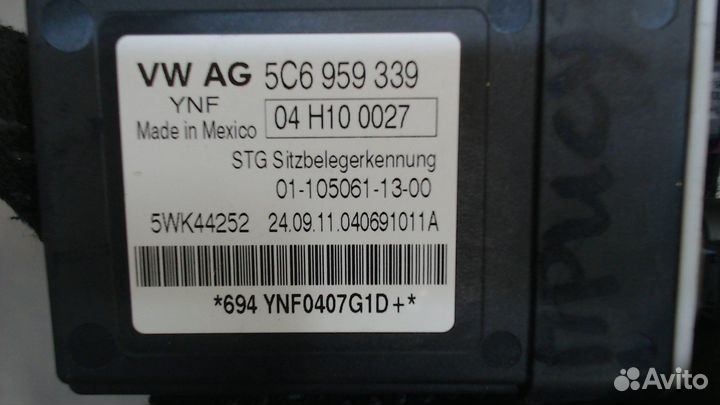 VW AG 5C6 959 339
YNF 04 H10 0027
Made in Mexico
STG Sitzbelegerkennung
01-105061-13-00
5WK44252 24.09.11.040691011A
*694 YNF0407G1D+*
Avito